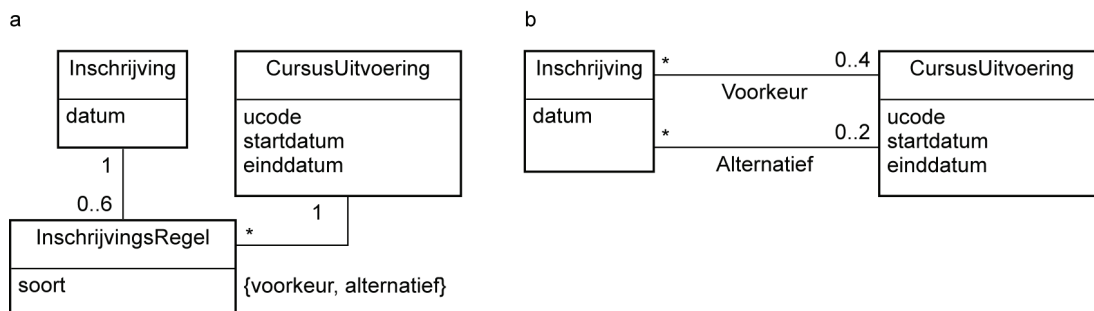 a
Inschrijving
datum
CursusUitvoering
ucode
startdatum
einddatum
1
0..6
1
*
InschrijvingsRegel
soort
{voorkeur, alternatief}
b
Inschrijving
datum
*
0..4
Voorkeur
*
0..2
Alternatief
CursusUitvoering
ucode
startdatum
einddatum